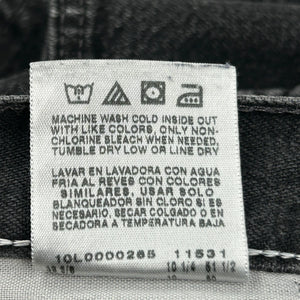 MACHINE WASH COLD INSIDE OUT
WITH LIKE COLORS, ONLY NON-
CHLORINE BLEACH WHEN NEEDED,
TUMBLE DRY LOW OR LINE DRY
LAVAR EN LAVADORA CON AGUA
FRIA AL REVES CON COLORES
SIMILARES, USAR SOLO
BLANQUEADOR SIN CLORO SI ES
NECESARIO, SECAR COLGADO O EN
SECADORA A TEMPERATURA BAJA
10L0000265 11531